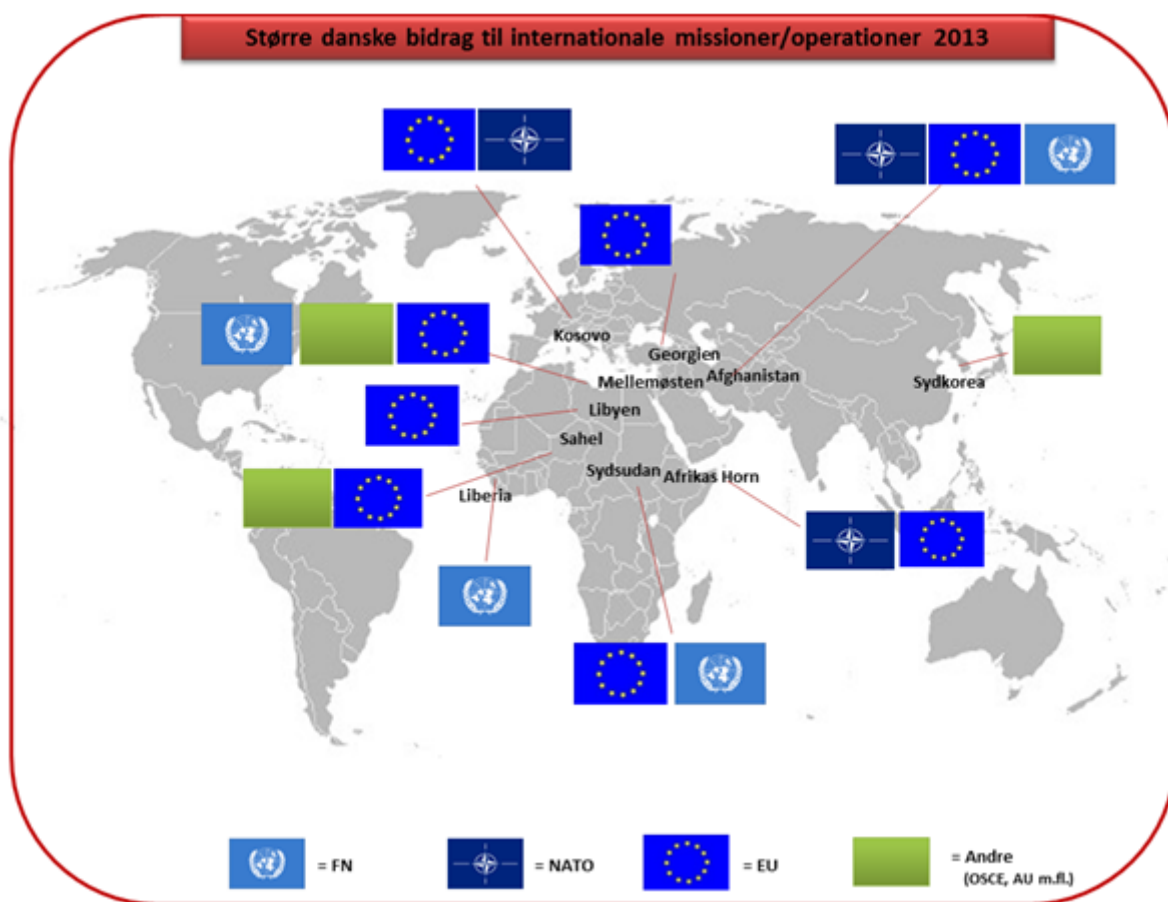 Større danske bidrag til internationale missioner/operationer 2013
Kosovo
Georgien
Mellemøsten
Afghanistan
Sydkorea
Libyen
Sahel
Sydsudan
Afrikas Horn
Liberia
= FN
= NATO
= EU
= Andre
(OSCE, AU m.fl.)